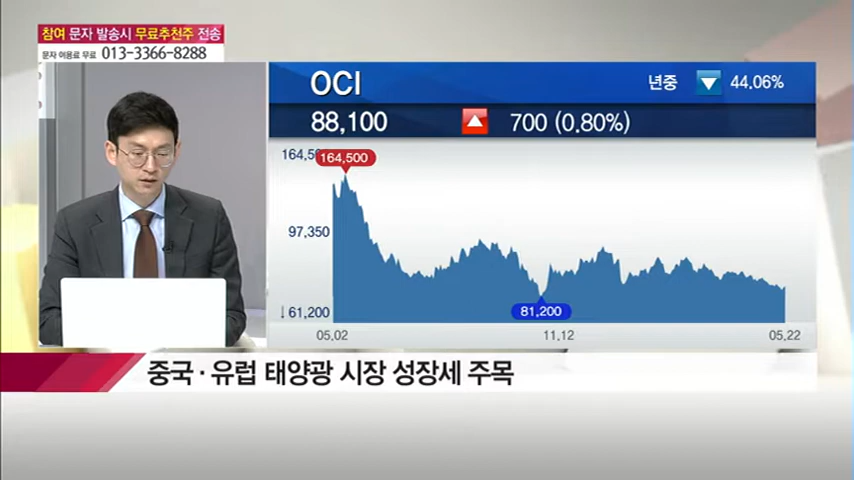 참여 문자 발송시 무료추천주 전송
문자 이용료 무료 013-3366-8288
OCI
년중 ▼ 44.06%
88,100 ▲ 700 (0.80%)
164,500
97,350
↓61,200
81,200
05.02 11.12 05.22
중국·유럽 태양광 시장 성장세 주목